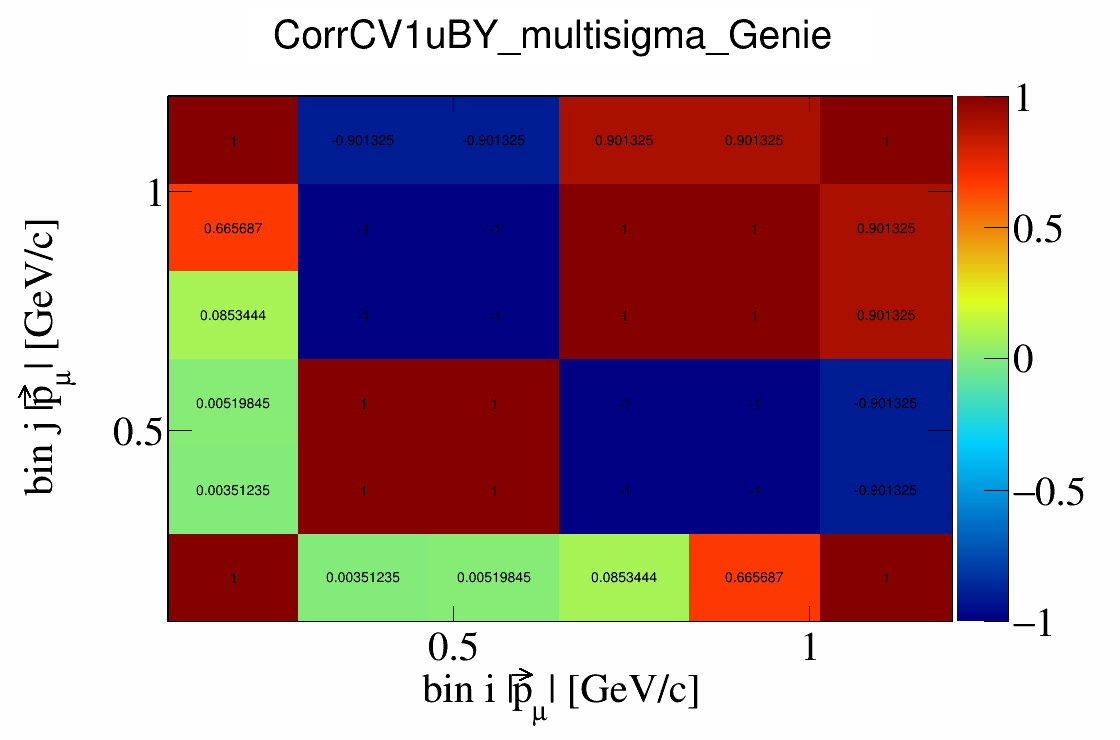 CorrCV1uBY_multisigma_Genie
1 -0.901325 -0.901325 0.901325 0.901325 1
0.665687 -1 -1 1 1 0.901325
0.0853444 -1 -1 1 1 0.901325
0.00519845 1 1 -1 -1 -0.901325
0.00351235 1 1 -1 -1 -0.901325
1 0.00351235 0.00519845 0.0853444 0.665687 1
1
0.5
bin j |p⃗μ| [GeV/c]
0.5 1
bin i |p⃗μ| [GeV/c]
1
0.5
0
−0.5
−1